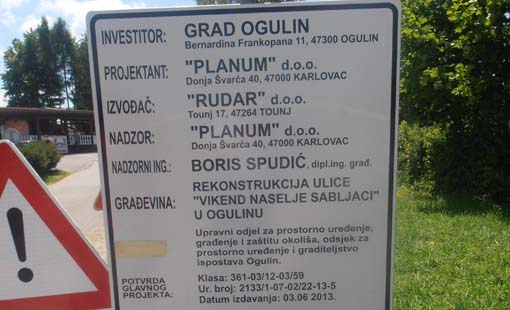 INVESTITOR: GRAD OGULIN
Bernardina Frankopana 11, 47300 OGULIN
PROJEKTANT: "PLANUM" d.o.o.
Donja Švarča 40, 47000 KARLOVAC
IZVOĐAČ: "RUDAR" d.o.o.
Tounj 17, 47264 TOUNJ
NADZOR: "PLANUM" d.o.o.
Donja Švarča 40, 47000 KARLOVAC
NADZORNI ING.: BORIS SPUDIĆ, dipl.ing. građ.
GRAĐEVINA: REKONSTRUKCIJA ULICE
"VIKEND NASELJE SABLJACI"
U OGULINU
Upravni odjel za prostorno uređenje,
građenje i zaštitu okoliša, odsjek za
prostorno uređenje i graditeljstvo
ispostava Ogulin.
POTVRDA
GLAVNOG
PROJEKTA:
Klasa: 361-03/12-03/59
Ur. broj: 2133/1-07-02/22-13-5
Datum izdavanja: 03.06 2013.